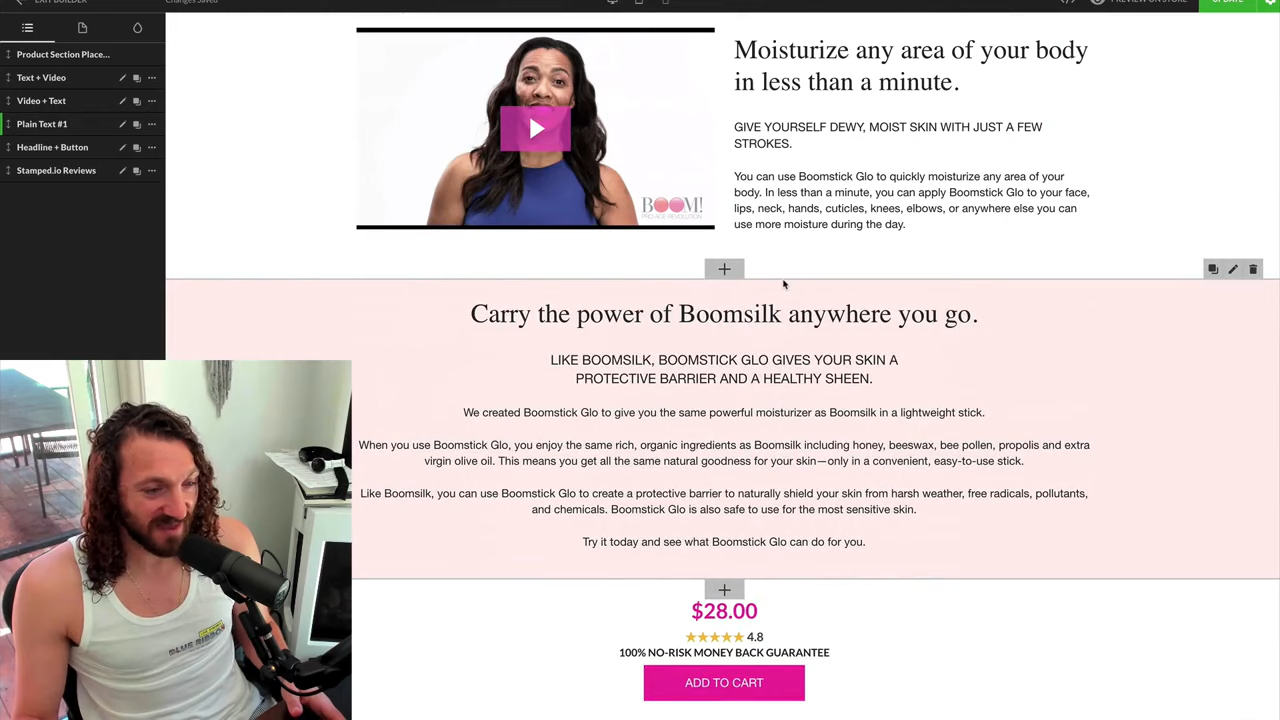 EXIT BUILDER
Changes Saved
PREVIEW ON STORE
UPDATE
Product Section Place...
Text + Video
Video + Text
Plain Text #1
Headline + Button
Stamped.io Reviews
BOOM!
PRO-AGE REVOLUTION
Moisturize any area of your body
in less than a minute.
GIVE YOURSELF DEWY, MOIST SKIN WITH JUST A FEW
STROKES.
You can use Boomstick Glo to quickly moisturize any area of your
body. In less than a minute, you can apply Boomstick Glo to your face,
lips, neck, hands, cuticles, knees, elbows, or anywhere else you can
use more moisture during the day.
Carry the power of Boomsilk anywhere you go.
LIKE BOOMSILK, BOOMSTICK GLO GIVES YOUR SKIN A
PROTECTIVE BARRIER AND A HEALTHY SHEEN.
We created Boomstick Glo to give you the same powerful moisturizer as Boomsilk in a lightweight stick.
When you use Boomstick Glo, you enjoy the same rich, organic ingredients as Boomsilk including honey, beeswax, bee pollen, propolis and extra
virgin olive oil. This means you get all the same natural goodness for your skin—only in a convenient, easy-to-use stick.
Like Boomsilk, you can use Boomstick Glo to create a protective barrier to naturally shield your skin from harsh weather, free radicals, pollutants,
and chemicals. Boomstick Glo is also safe to use for the most sensitive skin.
Try it today and see what Boomstick Glo can do for you.
$28.00
4.8
100% NO-RISK MONEY BACK GUARANTEE
ADD TO CART